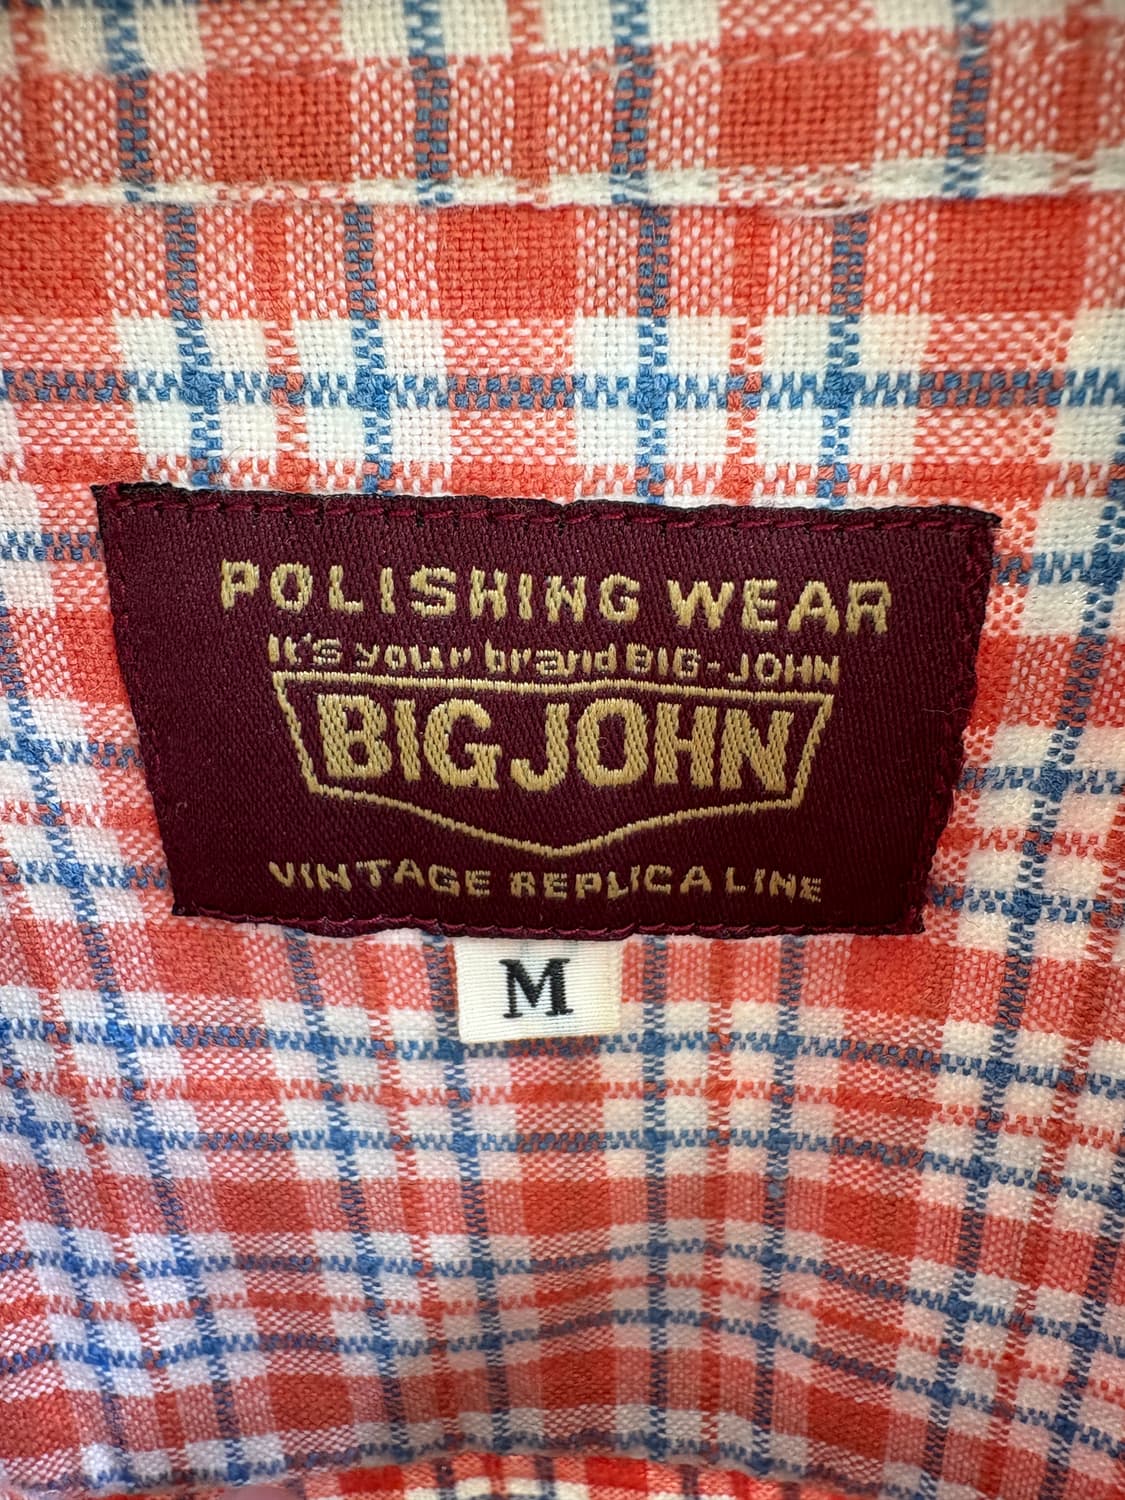 POLISHING WEAR
It's your brand BIG-JOHN
BIG JOHN
VINTAGE REPLICA LINE
M